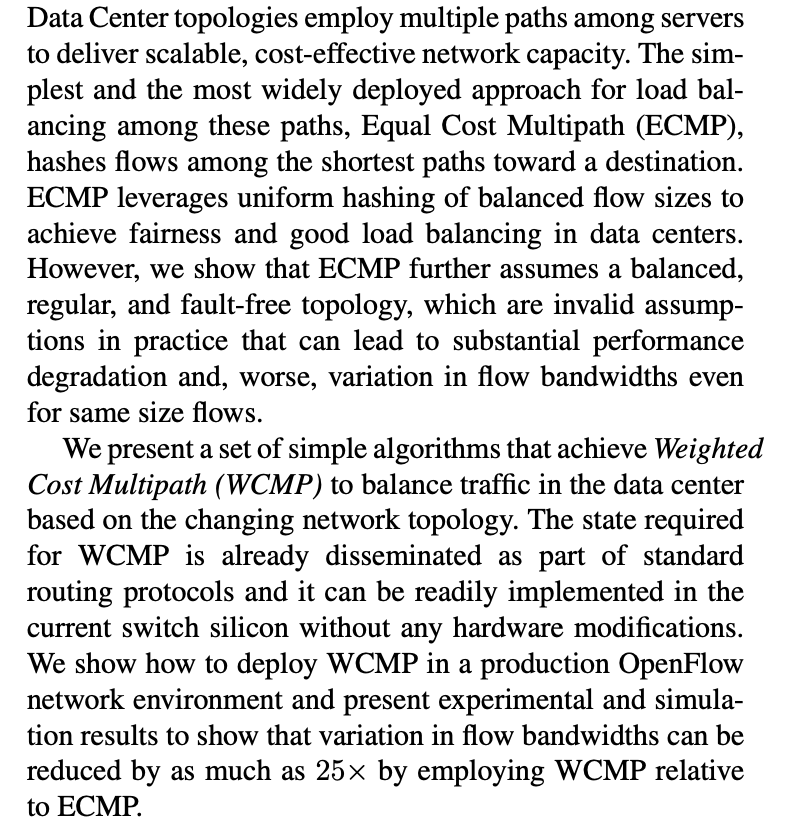 Data Center topologies employ multiple paths among servers
to deliver scalable, cost-effective network capacity. The sim-
plest and the most widely deployed approach for load bal-
ancing among these paths, Equal Cost Multipath (ECMP),
hashes flows among the shortest paths toward a destination.
ECMP leverages uniform hashing of balanced flow sizes to
achieve fairness and good load balancing in data centers.
However, we show that ECMP further assumes a balanced,
regular, and fault-free topology, which are invalid assump-
tions in practice that can lead to substantial performance
degradation and, worse, variation in flow bandwidths even
for same size flows.
We present a set of simple algorithms that achieve Weighted
Cost Multipath (WCMP) to balance traffic in the data center
based on the changing network topology. The state required
for WCMP is already disseminated as part of standard
routing protocols and it can be readily implemented in the
current switch silicon without any hardware modifications.
We show how to deploy WCMP in a production OpenFlow
network environment and present experimental and simula-
tion results to show that variation in flow bandwidths can be
reduced by as much as 25× by employing WCMP relative
to ECMP.